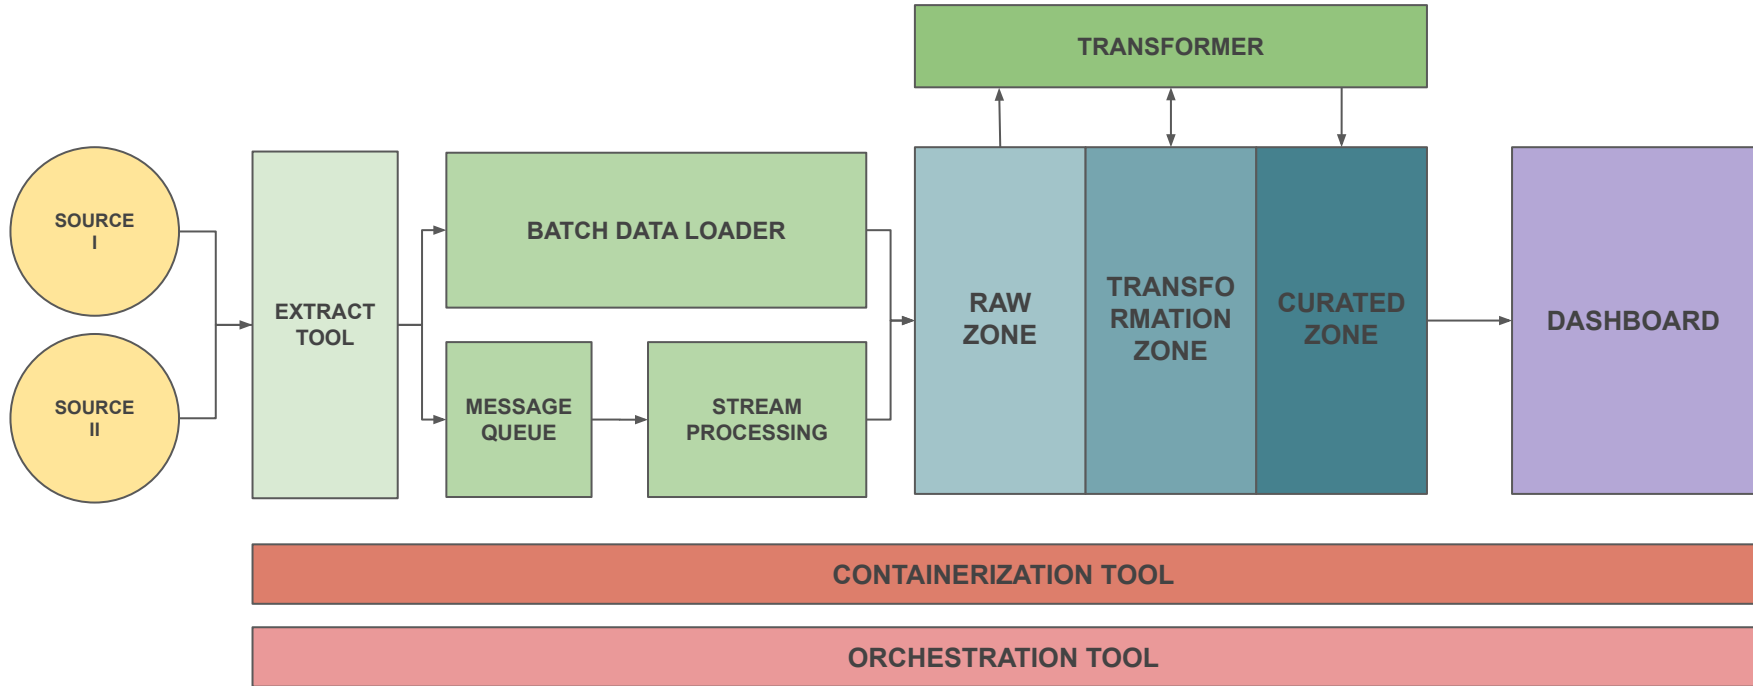 TRANSFORMER
SOURCE
I
SOURCE
II
EXTRACT
TOOL
BATCH DATA LOADER
MESSAGE
QUEUE
STREAM
PROCESSING
RAW
ZONE
TRANSFO
RMATION
ZONE
CURATED
ZONE
DASHBOARD
CONTAINERIZATION TOOL
ORCHESTRATION TOOL